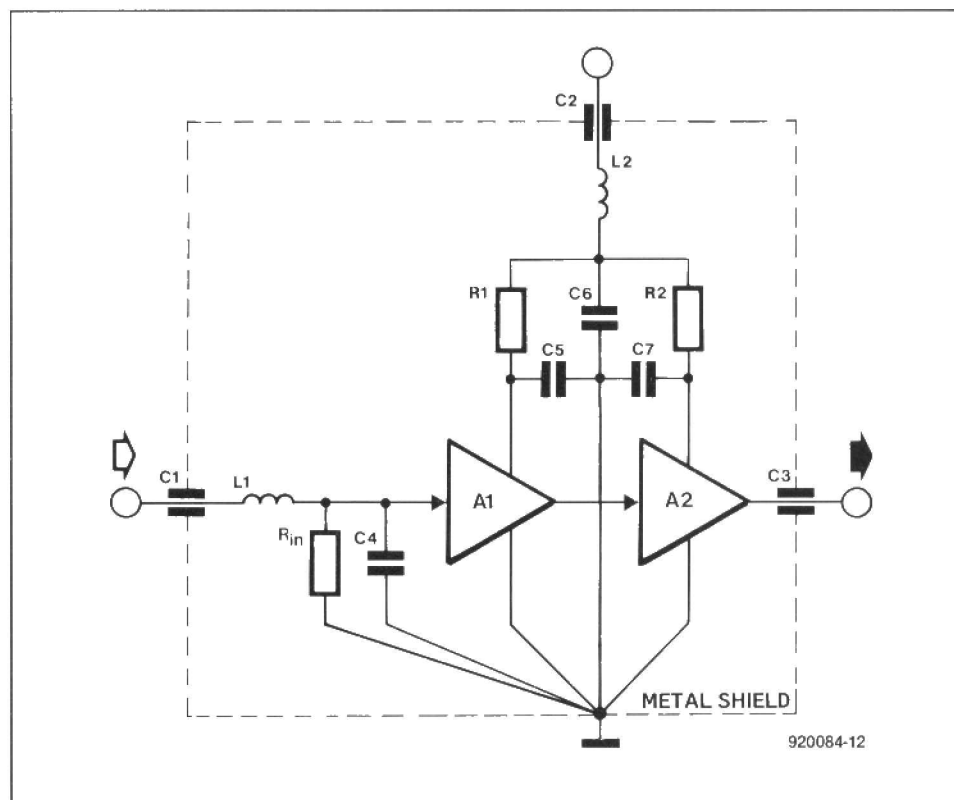 C2
L2
R1
C6
R2
C5
C7
C1
L1
A1
A2
C3
Rin
C4
METAL SHIELD
920084-12